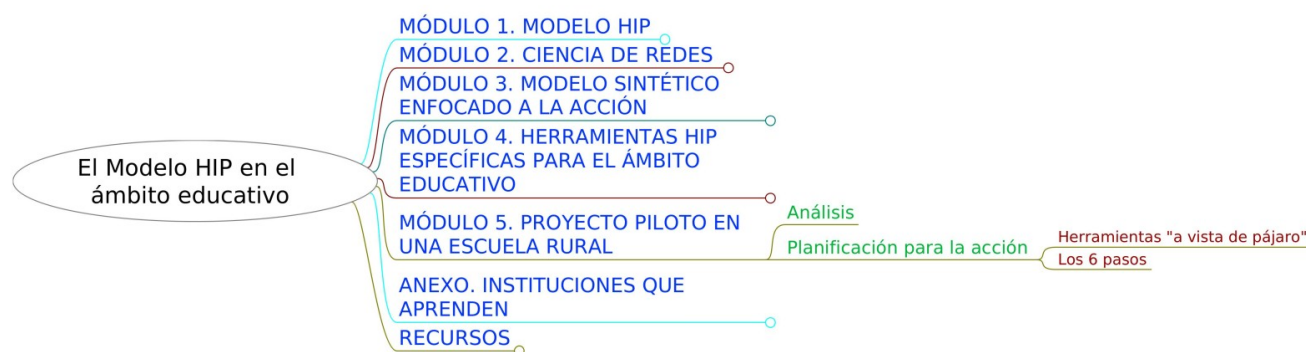 El Modelo HIP en el
ámbito educativo
MÓDULO 1. MODELO HIP
MÓDULO 2. CIENCIA DE REDES
MÓDULO 3. MODELO SINTÉTICO
ENFOCADO A LA ACCIÓN
MÓDULO 4. HERRAMIENTAS HIP
ESPECÍFICAS PARA EL ÁMBITO
EDUCATIVO
MÓDULO 5. PROYECTO PILOTO EN
UNA ESCUELA RURAL
Análisis
Planificación para la acción
Herramientas "a vista de pájaro"
Los 6 pasos
ANEXO. INSTITUCIONES QUE
APRENDEN
RECURSOS